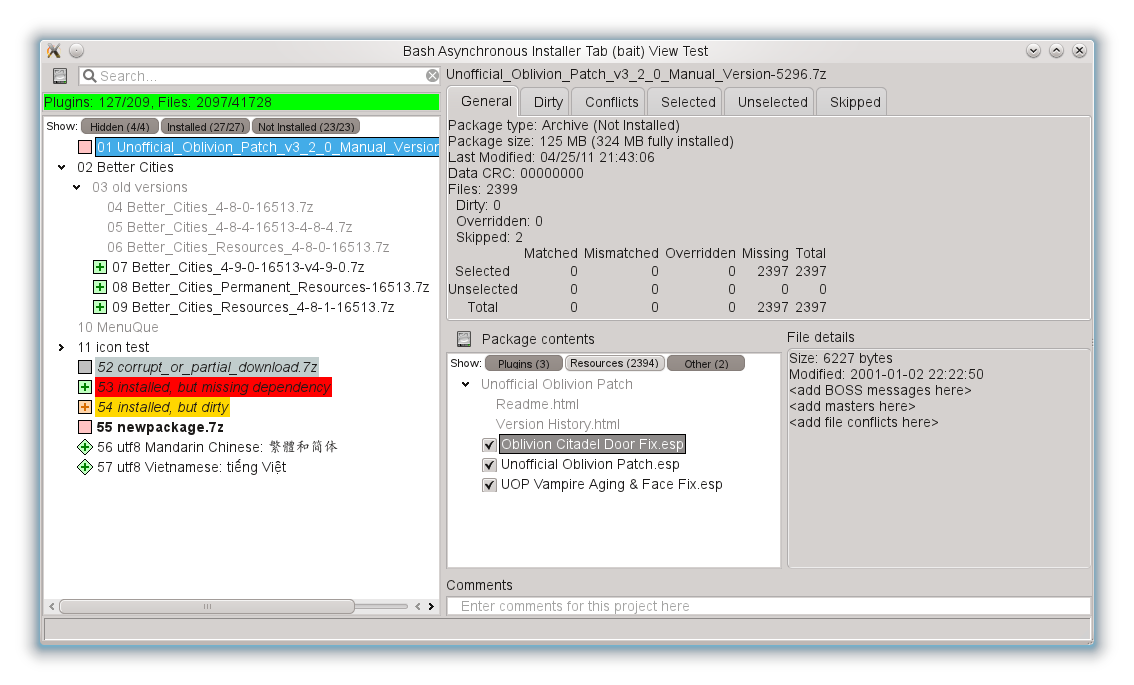 Bash Asynchronous Installer Tab (bait) View Test
Search...
Plugins: 127/209, Files: 2097/41728
Show: Hidden (4/4) Installed (27/27) Not Installed (23/23)
01 Unofficial_Oblivion_Patch_v3_2_0_Manual_Version
02 Better Cities
03 old versions
04 Better_Cities_4-8-0-16513.7z
05 Better_Cities_4-8-4-16513-4-8-4.7z
06 Better_Cities_Resources_4-8-0-16513.7z
07 Better_Cities_4-9-0-16513-v4-9-0.7z
08 Better_Cities_Permanent_Resources-16513.7z
09 Better_Cities_Resources_4-8-1-16513.7z
10 MenuQue
11 icon test
52 corrupt_or_partial_download.7z
53 installed, but missing dependency
54 installed, but dirty
55 newpackage.7z
56 utf8 Mandarin Chinese: 繁體和简体
57 utf8 Vietnamese: tiếng Việt
Unofficial_Oblivion_Patch_v3_2_0_Manual_Version-5296.7z
General Dirty Conflicts Selected Unselected Skipped
Package type: Archive (Not Installed)
Package size: 125 MB (324 MB fully installed)
Last Modified: 04/25/11 21:43:06
Data CRC: 00000000
Files: 2399
Dirty: 0
Overridden: 0
Skipped: 2
Matched Mismatched Overridden Missing Total
Selected 0 0 0 2397 2397
Unselected 0 0 0 0 0
Total 0 0 0 2397 2397
Package contents
Show: Plugins (3) Resources (2394) Other (2)
Unofficial Oblivion Patch
Readme.html
Version History.html
Oblivion Citadel Door Fix.esp
Unofficial Oblivion Patch.esp
UOP Vampire Aging & Face Fix.esp
File details
Size: 6227 bytes
Modified: 2001-01-02 22:22:50
<add BOSS messages here>
<add masters here>
<add file conflicts here>
Comments
Enter comments for this project here